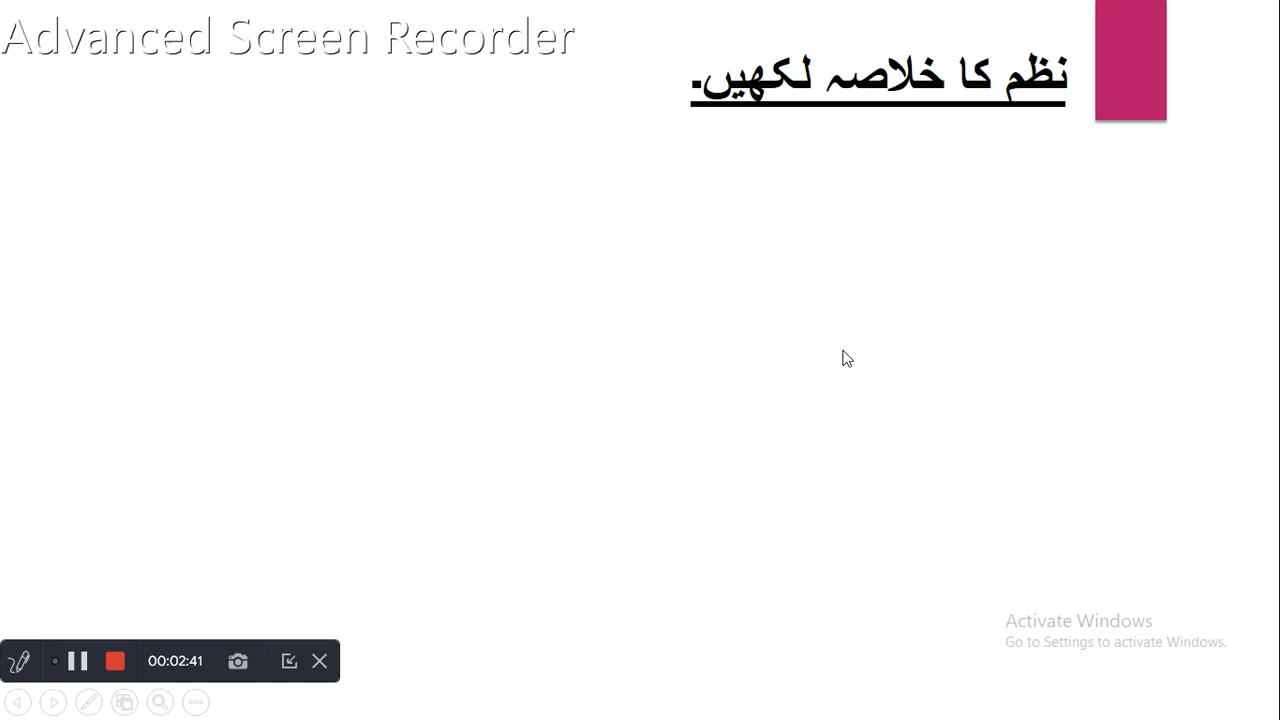 Advanced Screen Recorder
نظم کا خلاصہ لکھیں۔
Activate Windows
Go to Settings to activate Windows.
00:02:41